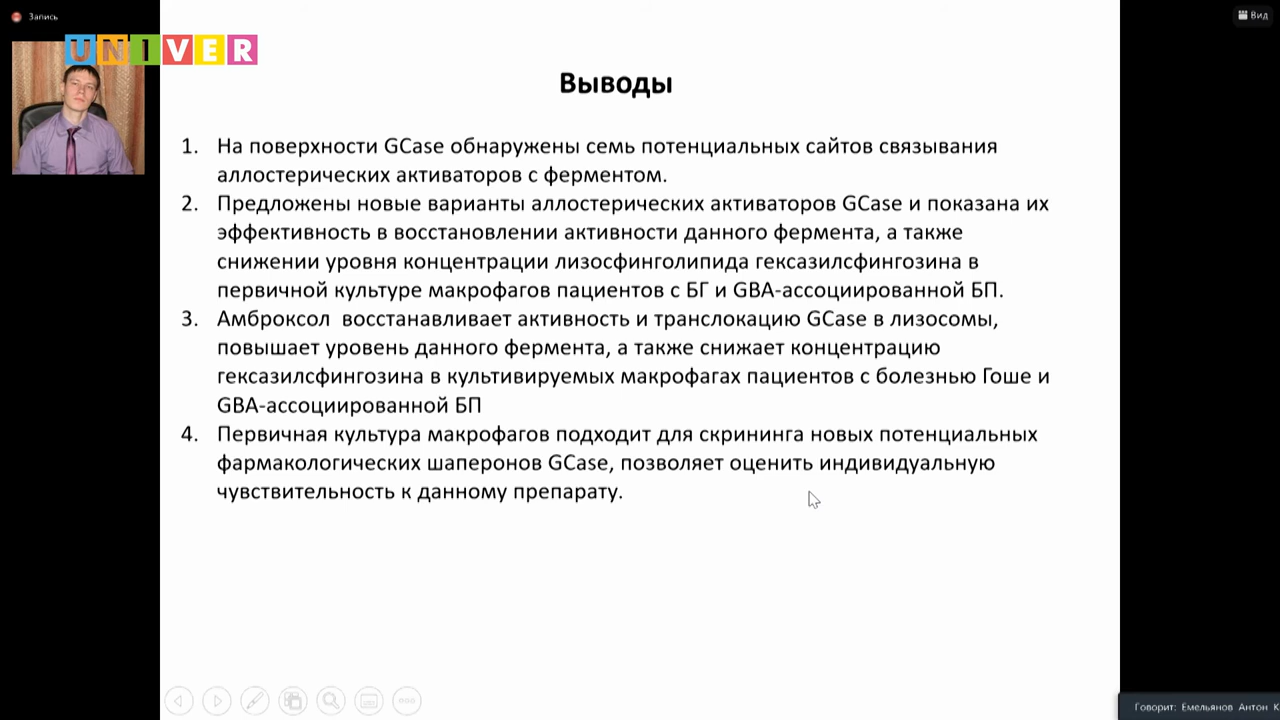 Запись
Вид
UNIVER
Выводы
1. На поверхности GCase обнаружены семь потенциальных сайтов связывания
аллостерических активаторов с ферментом.
2. Предложены новые варианты аллостерических активаторов GCase и показана их
эффективность в восстановлении активности данного фермента, а также
снижении уровня концентрации лизосфинголипида гексазилсфингозина в
первичной культуре макрофагов пациентов с БГ и GBA-ассоциированной БП.
3. Амброксол восстанавливает активность и транслокацию GCase в лизосомы,
повышает уровень данного фермента, а также снижает концентрацию
гексазилсфингозина в культивируемых макрофагах пациентов с болезнью Гоше и
GBA-ассоциированной БП
4. Первичная культура макрофагов подходит для скрининга новых потенциальных
фармакологических шаперонов GCase, позволяет оценить индивидуальную
чувствительность к данному препарату.
Говорит: Емельянов Антон К